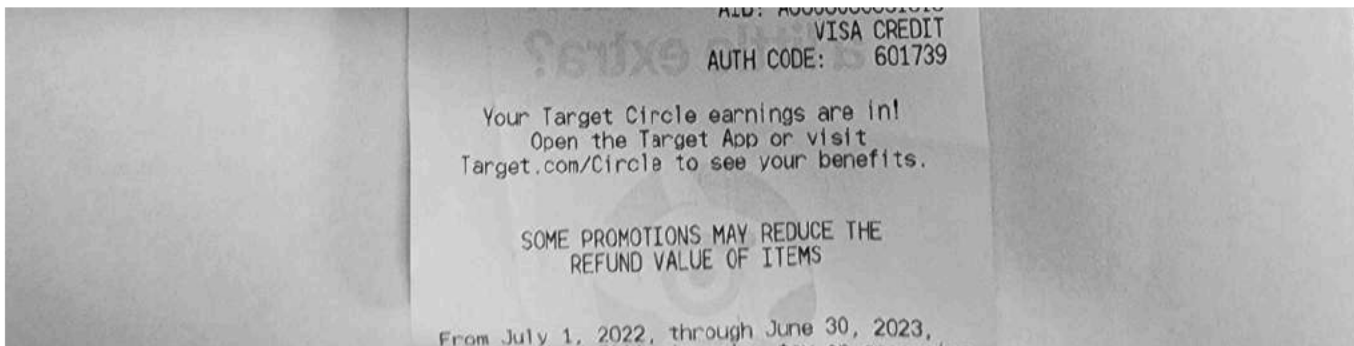 VISA CREDIT
AUTH CODE: 601739
Your Target Circle earnings are in!
Open the Target App or visit
Target.com/Circle to see your benefits.
SOME PROMOTIONS MAY REDUCE THE
REFUND VALUE OF ITEMS
From July 1, 2022, through June 30, 2023,